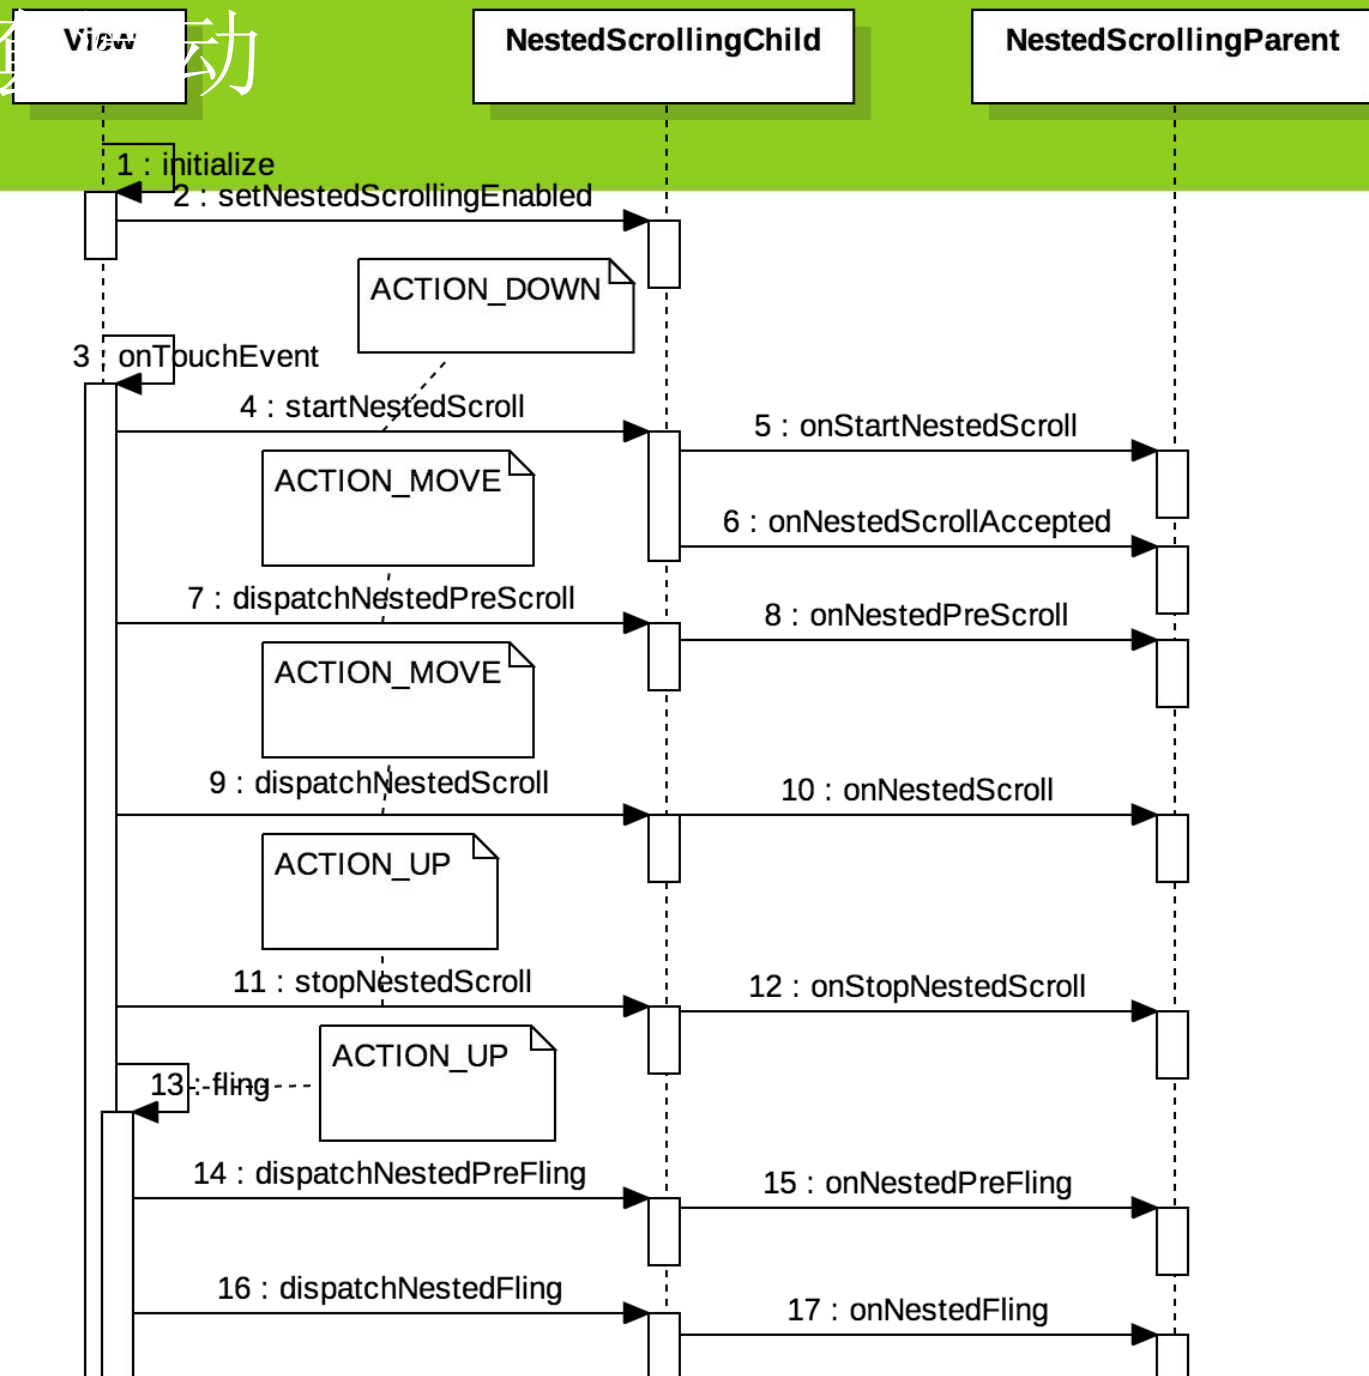 View
动
NestedScrollingChild
NestedScrollingParent
1 : initialize
2 : setNestedScrollingEnabled
ACTION_DOWN
3 : onTouchEvent
4 : startNestedScroll
5 : onStartNestedScroll
ACTION_MOVE
6 : onNestedScrollAccepted
7 : dispatchNestedPreScroll
8 : onNestedPreScroll
ACTION_MOVE
9 : dispatchNestedScroll
10 : onNestedScroll
ACTION_UP
11 : stopNestedScroll
12 : onStopNestedScroll
ACTION_UP
13 : fling
14 : dispatchNestedPreFling
15 : onNestedPreFling
16 : dispatchNestedFling
17 : onNestedFling